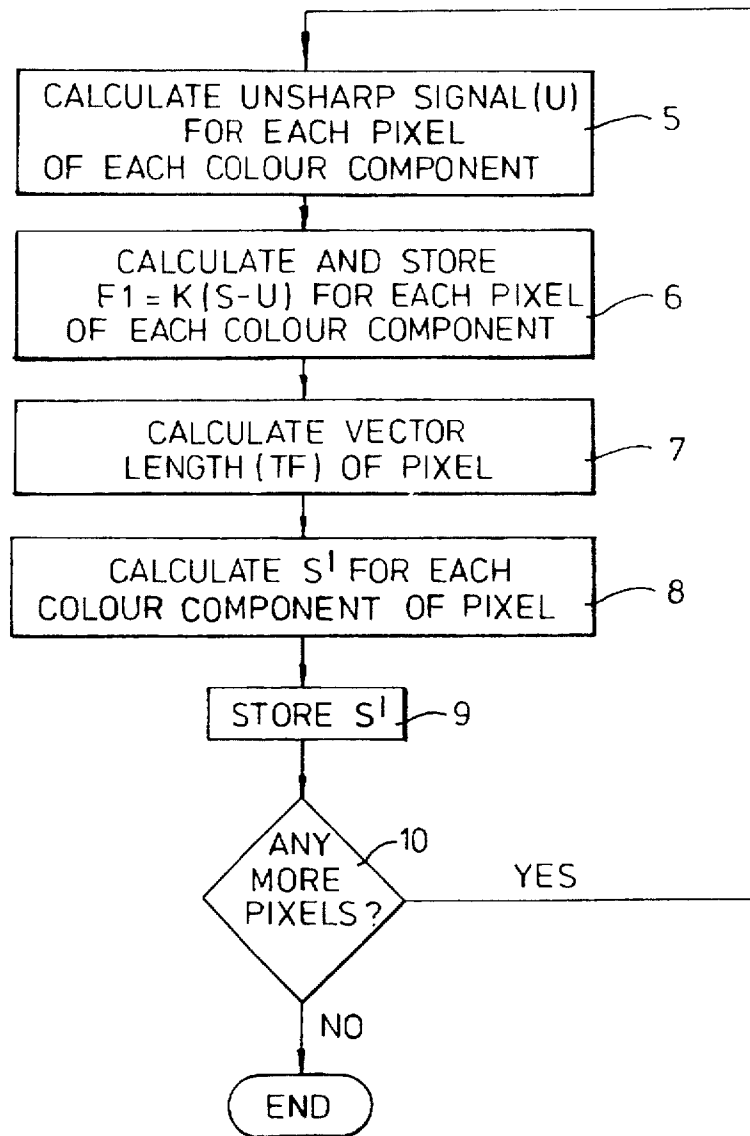 CALCULATE UNSHARP SIGNAL(U)
FOR EACH PIXEL
OF EACH COLOUR COMPONENT
5
CALCULATE AND STORE
F1 = K(S-U) FOR EACH PIXEL
OF EACH COLOUR COMPONENT
6
CALCULATE VECTOR
LENGTH(TF) OF PIXEL
7
CALCULATE S' FOR EACH
COLOUR COMPONENT OF PIXEL
8
STORE S'
9
ANY
MORE
PIXELS?
10
YES
NO
END